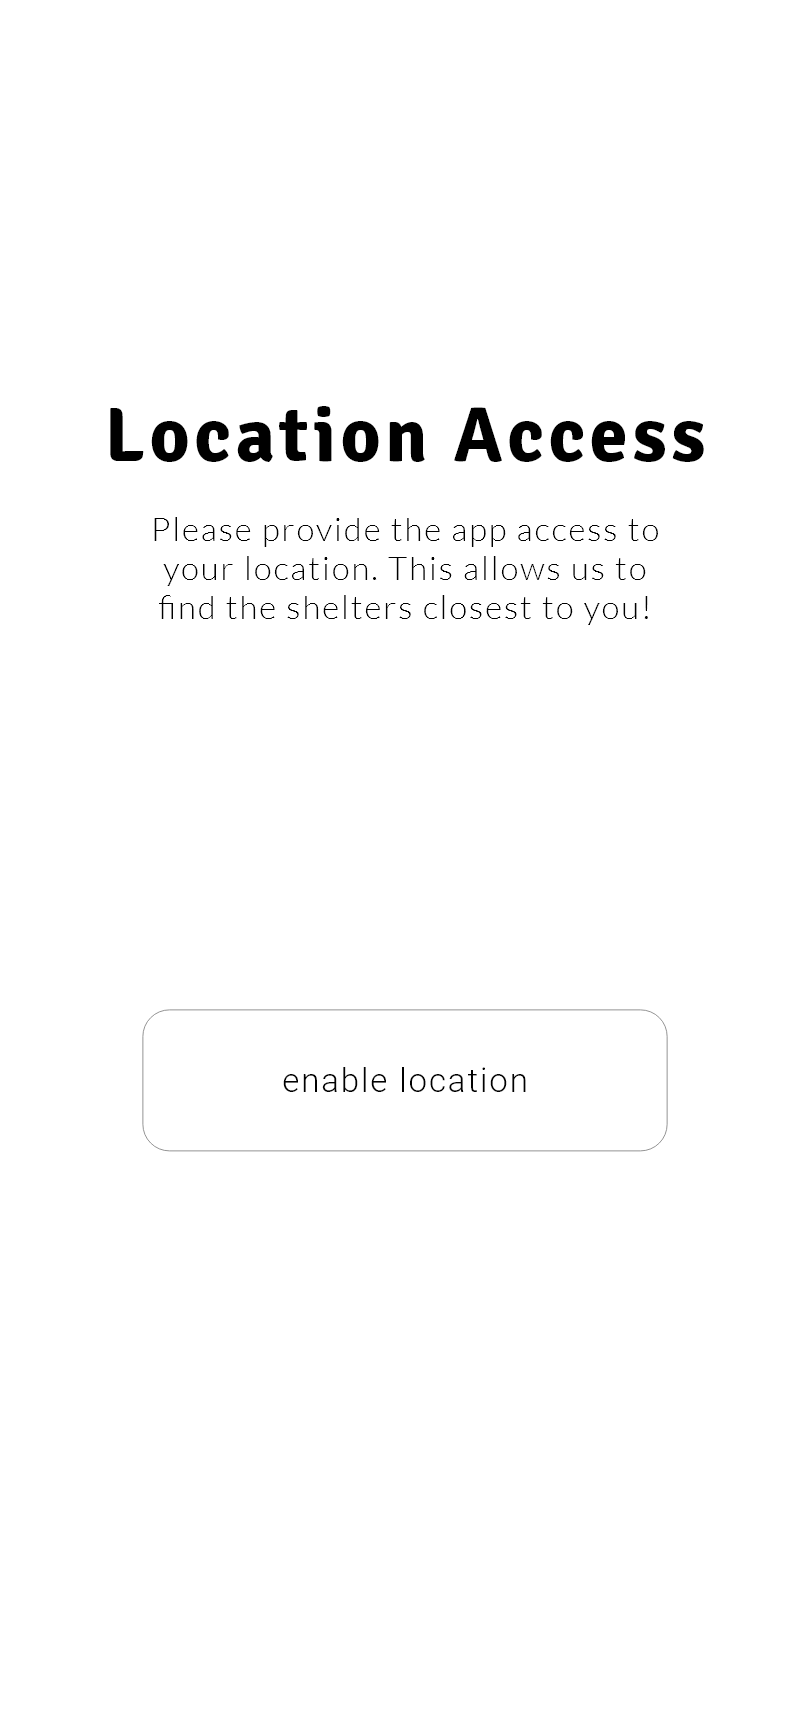 Location Access
Please provide the app access to
your location. This allows us to
find the shelters closest to you!
enable location